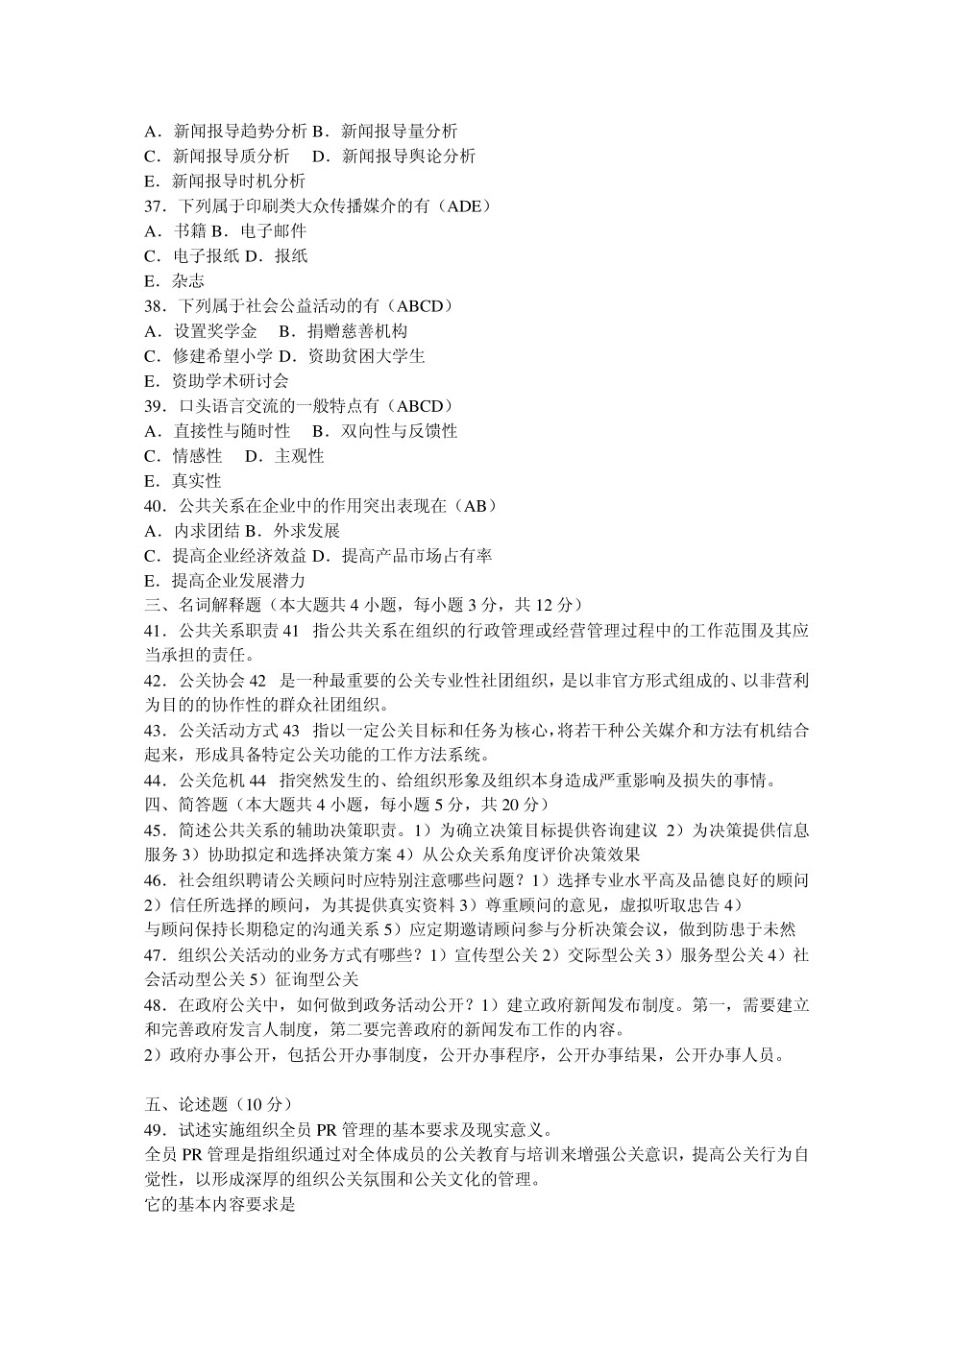 A．新闻报导趋势分析 B．新闻报导量分析
C．新闻报导质分析　D．新闻报导舆论分析
E．新闻报导时机分析
37．下列属于印刷类大众传播媒介的有（ADE）
A．书籍 B．电子邮件
C．电子报纸 D．报纸
E．杂志
38．下列属于社会公益活动的有（ABCD）
A．设置奖学金　B．捐赠慈善机构
C．修建希望小学 D．资助贫困大学生
E．资助学术研讨会
39．口头语言交流的一般特点有（ABCD）
A．直接性与随时性　B．双向性与反馈性
C．情感性　D．主观性
E．真实性
40．公共关系在企业中的作用突出表现在（AB）
A．内求团结 B．外求发展
C．提高企业经济效益 D．提高产品市场占有率
E．提高企业发展潜力
三、名词解释题（本大题共 4 小题，每小题 3 分，共 12 分）
41．公共关系职责 41　指公共关系在组织的行政管理或经营管理过程中的工作范围及其应
当承担的责任。
42．公关协会 42　是一种最重要的公关专业性社团组织，是以非官方形式组成的、以非营利
为目的的协作性的群众社团组织。
43．公关活动方式 43　指以一定公关目标和任务为核心，将若干种公关媒介和方法有机结合
起来，形成具备特定公关功能的工作方法系统。
44．公关危机 44　指突然发生的、给组织形象及组织本身造成严重影响及损失的事情。
四、简答题（本大题共 4 小题，每小题 5 分，共 20 分）
45．简述公共关系的辅助决策职责。1）为确立决策目标提供咨询建议 2）为决策提供信息
服务 3）协助拟定和选择决策方案 4）从公众关系角度评价决策效果
46．社会组织聘请公关顾问时应特别注意哪些问题？1）选择专业水平高及品德良好的顾问
2）信任所选择的顾问，为其提供真实资料 3）尊重顾问的意见，虚拟听取忠告 4）
与顾问保持长期稳定的沟通关系 5）应定期邀请顾问参与分析决策会议，做到防患于未然
47．组织公关活动的业务方式有哪些？1）宣传型公关 2）交际型公关 3）服务型公关 4）社
会活动型公关 5）征询型公关
48．在政府公关中，如何做到政务活动公开？1）建立政府新闻发布制度。第一，需要建立
和完善政府发言人制度，第二要完善政府的新闻发布工作的内容。
2）政府办事公开，包括公开办事制度，公开办事程序，公开办事结果，公开办事人员。
五、论述题（10 分）
49．试述实施组织全员 PR 管理的基本要求及现实意义。
全员 PR 管理是指组织通过对全体成员的公关教育与培训来增强公关意识，提高公关行为自
觉性，以形成深厚的组织公关氛围和公关文化的管理。
它的基本内容要求是